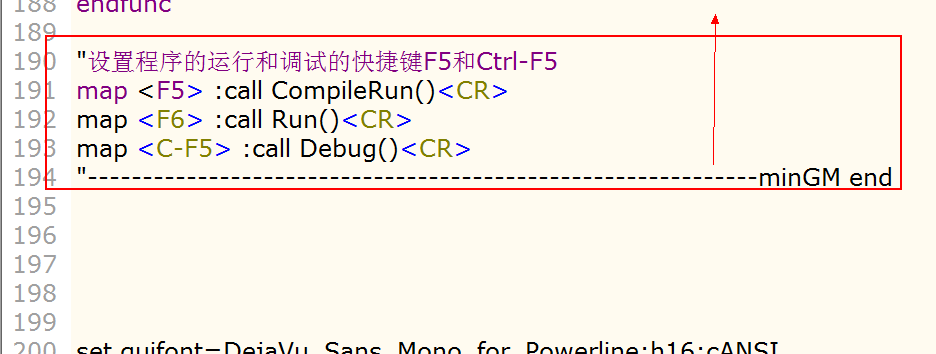 188 endfunc
189
190 "设置程序的运行和调试的快捷键F5和Ctrl-F5
191 map <F5> :call CompileRun()<CR>
192 map <F6> :call Run()<CR>
193 map <C-F5> :call Debug()<CR>
194 "--------------------------------------------------------------minGM end
195
196
197
198
199
200 set guifont=DejaVu_Sans_Mono_for_Powerline:h16:cANSI